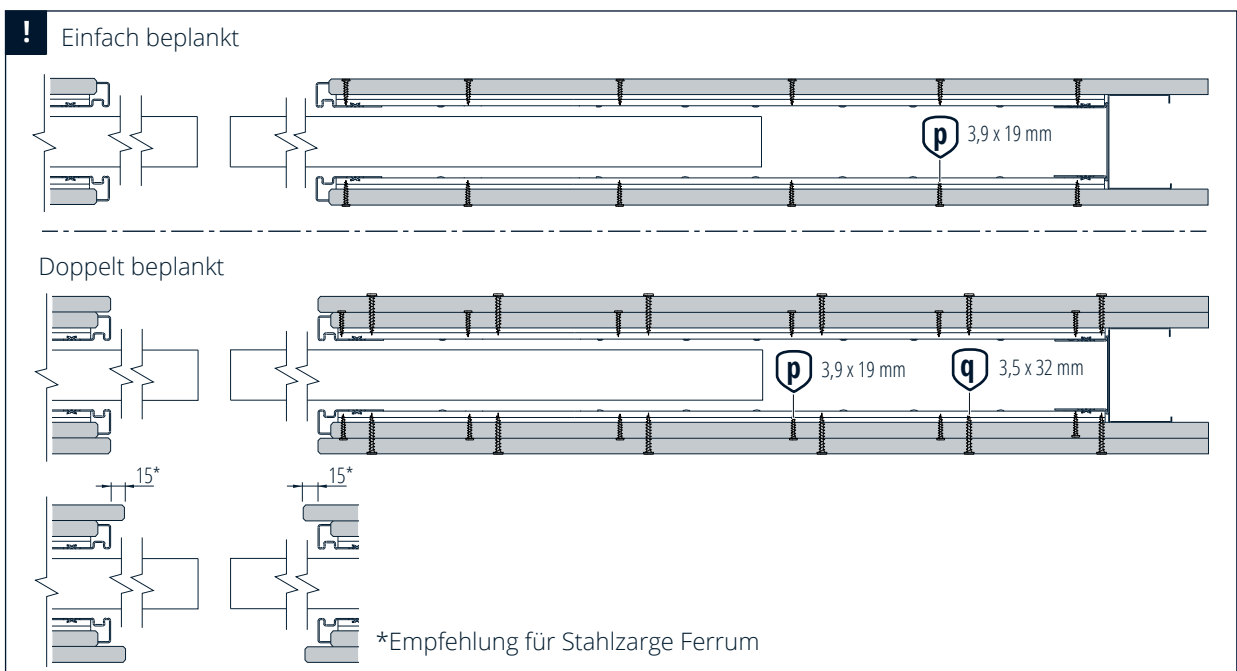 !
Einfach beplankt
p 3,9 x 19 mm
Doppelt beplankt
p 3,9 x 19 mm
q 3,5 x 32 mm
15*
15*
*Empfehlung für Stahlzarge Ferrum